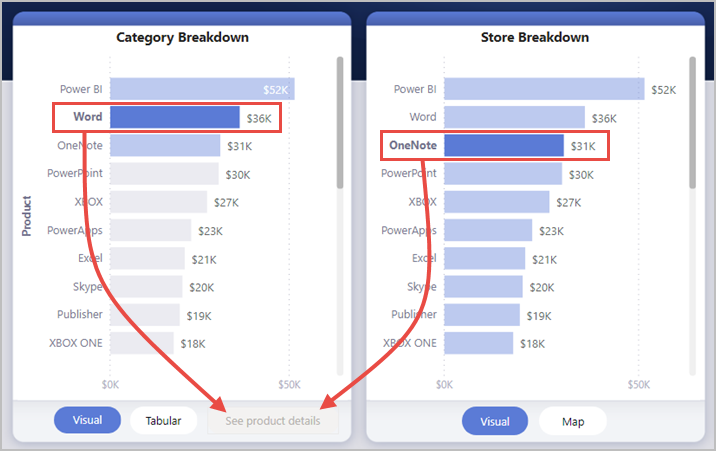 Category Breakdown
Product
Power BI $52K
Word $36K
OneNote $31K
PowerPoint $30K
XBOX $27K
PowerApps $23K
Excel $21K
Skype $20K
Publisher $19K
XBOX ONE $18K
$0K $50K
Visual Tabular See product details
Store Breakdown
Power BI $52K
Word $36K
OneNote $31K
PowerPoint $30K
XBOX $27K
PowerApps $23K
Excel $21K
Skype $20K
Publisher $19K
XBOX ONE $18K
$0K $50K
Visual Map